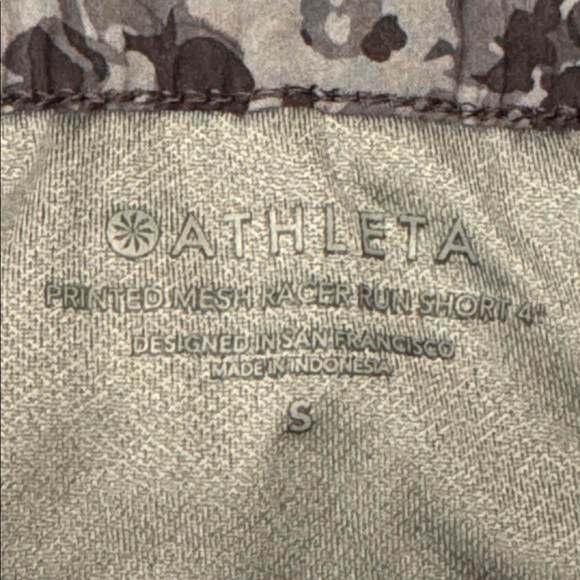 ATHLETA
PRINTED MESH RACER RUN SHORT 4"
DESIGNED IN SAN FRANCISCO
MADE IN INDONESIA
S